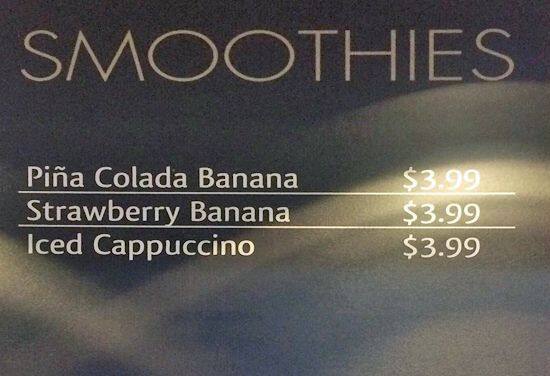 SMOOTHIES
Piña Colada Banana $3.99
Strawberry Banana $3.99
Iced Cappuccino $3.99